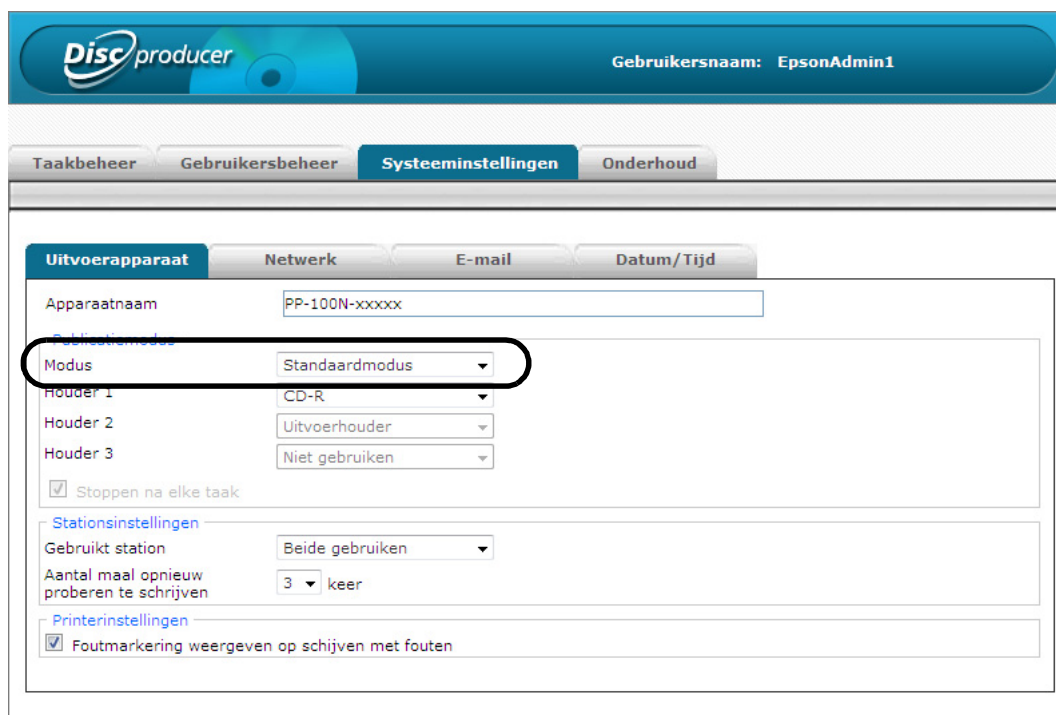 Disc producer
Gebruikersnaam: EpsonAdmin1
Taakbeheer Gebruikersbeheer Systeeminstellingen Onderhoud
Uitvoerapparaat Netwerk E-mail Datum/Tijd
Apparaatnaam PP-100N-xxxxx
Publicatiemodus
Modus Standaardmodus
Houder 1 CD-R
Houder 2 Uitvoerhouder
Houder 3 Niet gebruiken
Stoppen na elke taak
Stationsinstellingen
Gebruikt station Beide gebruiken
Aantal maal opnieuw
proberen te schrijven 3 keer
Printerinstellingen
Foutmarkering weergeven op schijven met fouten